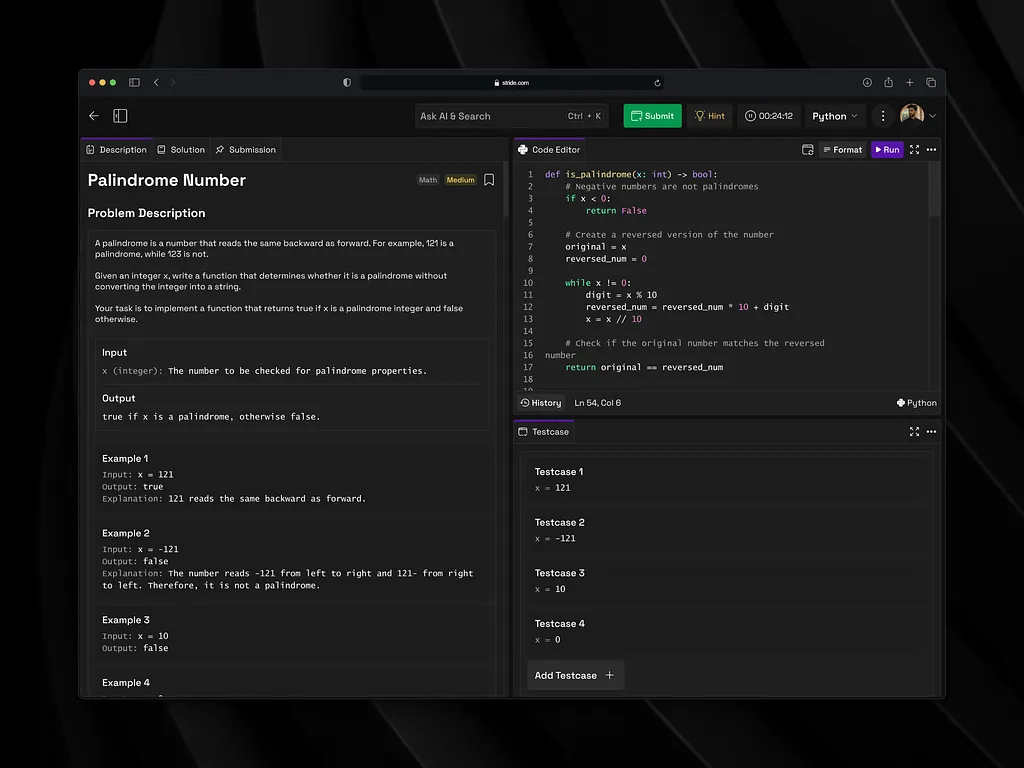 stride.com
Ask AI & Search Ctrl + K
Submit
Hint
00:24:12
Python
Description Solution Submission
Palindrome Number
Math Medium
Problem Description
A palindrome is a number that reads the same backward as forward. For example, 121 is a
palindrome, while 123 is not.
Given an integer x, write a function that determines whether it is a palindrome without
converting the integer into a string.
Your task is to implement a function that returns true if x is a palindrome integer and false
otherwise.
Input
x (integer): The number to be checked for palindrome properties.
Output
true if x is a palindrome, otherwise false.
Example 1
Input: x = 121
Output: true
Explanation: 121 reads the same backward as forward.
Example 2
Input: x = -121
Output: false
Explanation: The number reads -121 from left to right and 121- from right
to left. Therefore, it is not a palindrome.
Example 3
Input: x = 10
Output: false
Example 4
Code Editor
Format
Run
1 def is_palindrome(x: int) -> bool:
2 # Negative numbers are not palindromes
3 if x < 0:
4 return False
5
6 # Create a reversed version of the number
7 original = x
8 reversed_num = 0
9
10 while x != 0:
11 digit = x % 10
12 reversed_num = reversed_num * 10 + digit
13 x = x // 10
14
15 # Check if the original number matches the reversed
16 number
17 return original == reversed_num
18
History Ln 54, Col 6 Python
Testcase
Testcase 1
x = 121
Testcase 2
x = -121
Testcase 3
x = 10
Testcase 4
x = 0
Add Testcase +